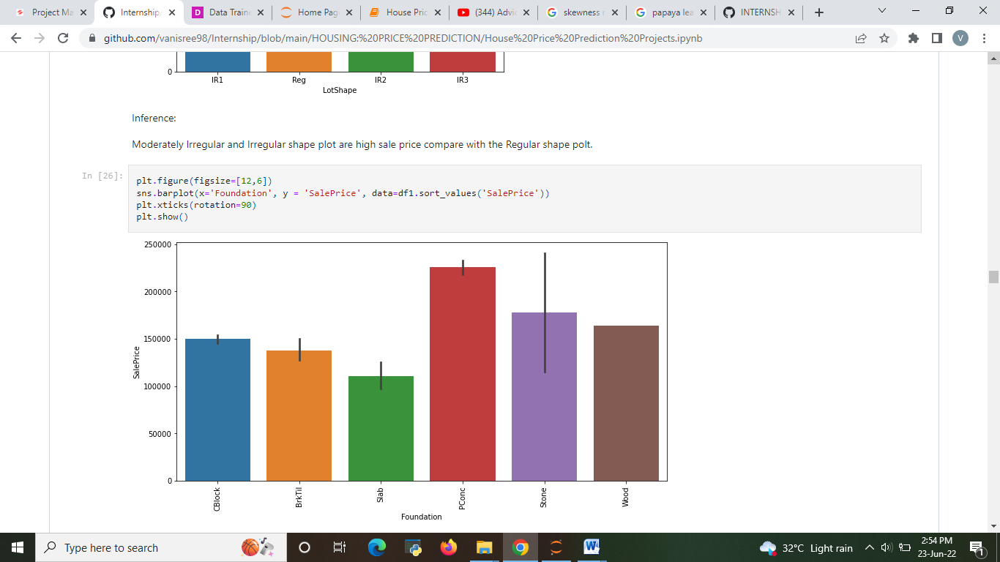 Project Ma
Internship/
Data Traine
Home Pag
House Pric
(344) Advic
skewness r
papaya lea
INTERNSH
github.com/vanisree98/Internship/blob/main/HOUSING:%20PRICE%20PREDICTION/House%20Price%20Prediction%20Projects.ipynb
V
0
IR1 Reg IR2 IR3
LotShape
Inference:
Moderately Irregular and Irregular shape plot are high sale price compare with the Regular shape polt.
In [26]:
plt.figure(figsize=[12,6])
sns.barplot(x='Foundation', y = 'SalePrice', data=df1.sort_values('SalePrice'))
plt.xticks(rotation=90)
plt.show()
250000
200000
150000
100000
50000
0
SalePrice
CBlock BrkTil Slab PConc Stone Wood
Foundation
Type here to search
32°C Light rain
2:54 PM
23-Jun-22
1